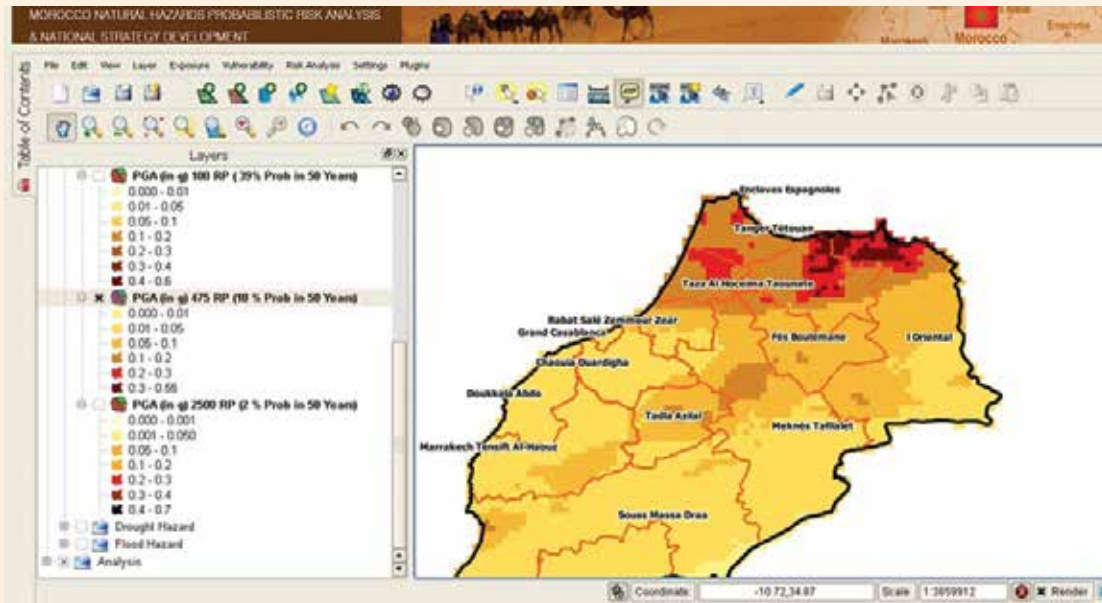 MOROCCO NATURAL HAZARDS PROBABILISTIC RISK ANALYSIS
& NATIONAL STRATEGY DEVELOPMENT
Marrakech Morocco
File Edit View Layer Exposure Vulnerability Risk Analysis Settings Plugins
Table of Contents
Layers
PGA (in g) 100 RP (39% Prob in 50 Years)
0.000 - 0.01
0.01 - 0.05
0.05 - 0.1
0.1 - 0.2
0.2 - 0.3
0.3 - 0.4
0.4 - 0.6
PGA (in g) 475 RP (10 % Prob in 50 Years)
0.000 - 0.01
0.01 - 0.05
0.05 - 0.1
0.1 - 0.2
0.2 - 0.3
0.3 - 0.55
PGA (in g) 2500 RP (2 % Prob in 50 Years)
0.000 - 0.001
0.001 - 0.050
0.05 - 0.1
0.1 - 0.2
0.2 - 0.3
0.3 - 0.4
0.4 - 0.7
Drought Hazard
Flood Hazard
Analysis
Enclaves Espagnoles
Tanger Tétouan
Taza Al Hoceima Taounate
Rabat Salé Zemmour Zaer
Grand Casablanca
Fès Boulemane
l Oriental
Chaouia Ouardigha
Doukkala Abda
Tadla Azilal
Meknès Tafilalet
Marrakech Tensift Al-Haouz
Souss Massa Draa
Coordinate: -10.72,34.87 Scale 1:3859912 Render